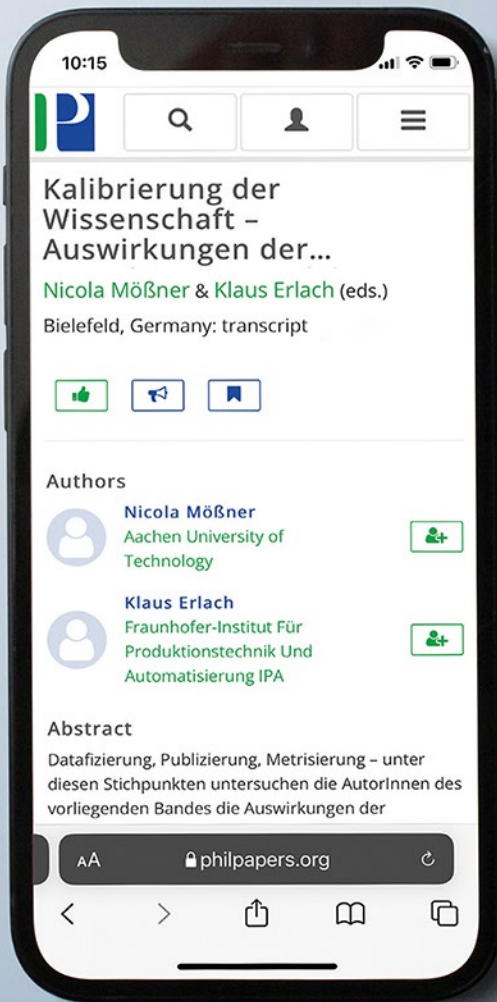 10:15
P
Kalibrierung der
Wissenschaft –
Auswirkungen der...
Nicola Mößner & Klaus Erlach (eds.)
Bielefeld, Germany: transcript
Authors
Nicola Mößner
Aachen University of
Technology
Klaus Erlach
Fraunhofer-Institut Für
Produktionstechnik Und
Automatisierung IPA
Abstract
Datafizierung, Publizierung, Metrisierung – unter
diesen Stichpunkten untersuchen die AutorInnen des
vorliegenden Bandes die Auswirkungen der
AA philpapers.org